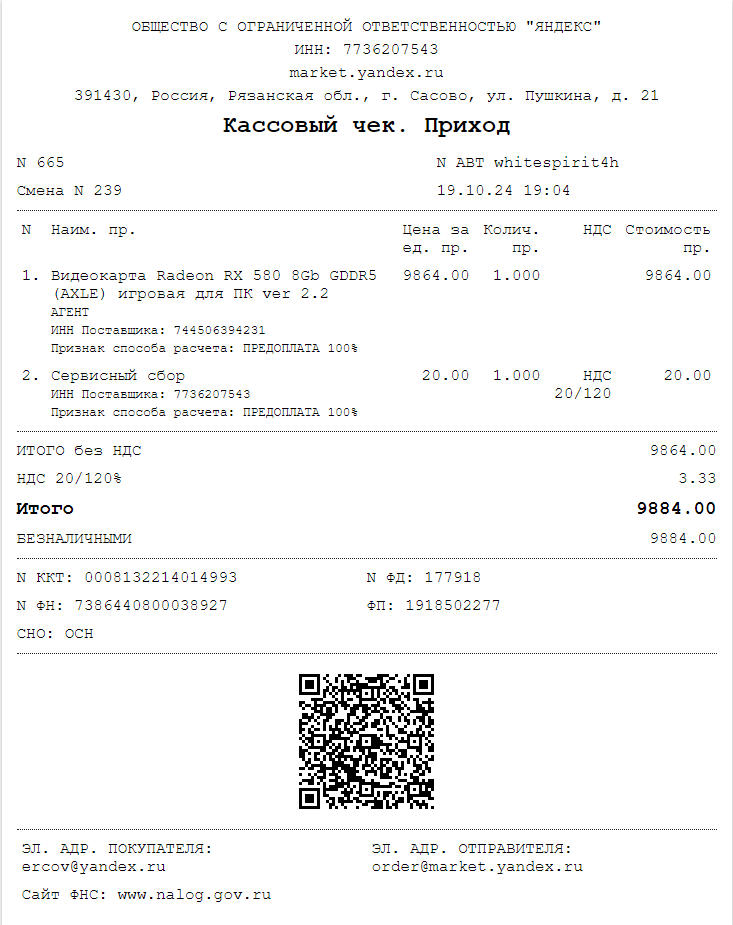 ОБЩЕСТВО С ОГРАНИЧЕННОЙ ОТВЕТСТВЕННОСТЬЮ "ЯНДЕКС"
ИНН: 7736207543
market.yandex.ru
391430, Россия, Рязанская обл., г. Сасово, ул. Пушкина, д. 21
Кассовый чек. Приход
N 665 N АВТ whitespirit4h
Смена N 239 19.10.24 19:04
N Наим. пр. Цена за ед. пр. Колич. пр. НДС Стоимость пр.
1. Видеокарта Radeon RX 580 8Gb GDDR5 9864.00 1.000 9864.00
(AXLE) игровая для ПК ver 2.2
АГЕНТ
ИНН Поставщика: 744506394231
Признак способа расчета: ПРЕДОПЛАТА 100%
2. Сервисный сбор 20.00 1.000 НДС 20/120 20.00
ИНН Поставщика: 7736207543
Признак способа расчета: ПРЕДОПЛАТА 100%
ИТОГО без НДС 9864.00
НДС 20/120% 3.33
Итого 9884.00
БЕЗНАЛИЧНЫМИ 9884.00
N ККТ: 0008132214014993 N ФД: 177918
N ФН: 7386440800038927 ФП: 1918502277
СНО: ОСН
ЭЛ. АДР. ПОКУПАТЕЛЯ: ЭЛ. АДР. ОТПРАВИТЕЛЯ:
ercov@yandex.ru order@market.yandex.ru
Сайт ФНС: www.nalog.gov.ru